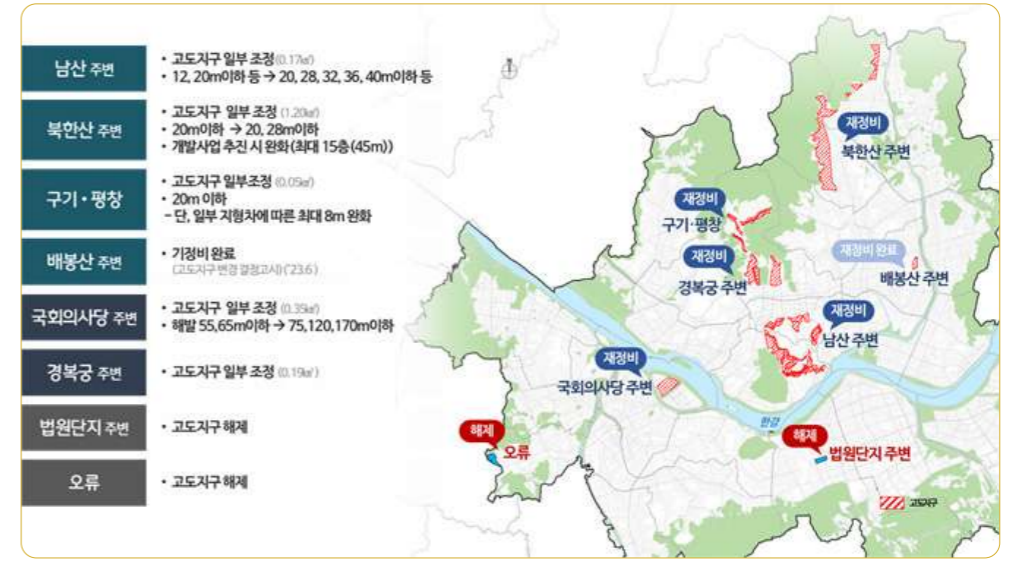 남산 주변
• 고도지구 일부 조정(0.17㎢)
• 12, 20m이하 등 → 20, 28, 32, 36, 40m이하 등
북한산 주변
• 고도지구 일부 조정 (1.20㎢)
• 20m이하 → 20, 28m이하
• 개발사업 추진 시 완화(최대 15층(45m))
구기·평창
• 고도지구 일부조정 (0.05㎢)
• 20m 이하
- 단, 일부 지형차에 따른 최대 8m 완화
배봉산 주변
• 기정비 완료
(고도지구 변경 결정고시) ('23.6)
국회의사당 주변
• 고도지구 일부 조정 (0.35㎢)
• 해발 55,65m이하 → 75,120,170m이하
경복궁 주변
• 고도지구 일부 조정 (0.19㎢)
법원단지 주변
• 고도지구 해제
오류
• 고도지구 해제
재정비
북한산 주변
재정비
구기·평창
재정비
경복궁 주변
재정비 완료
배봉산 주변
재정비
남산 주변
재정비
국회의사당 주변
한강
해제
오류
해제
법원단지 주변
고도지구